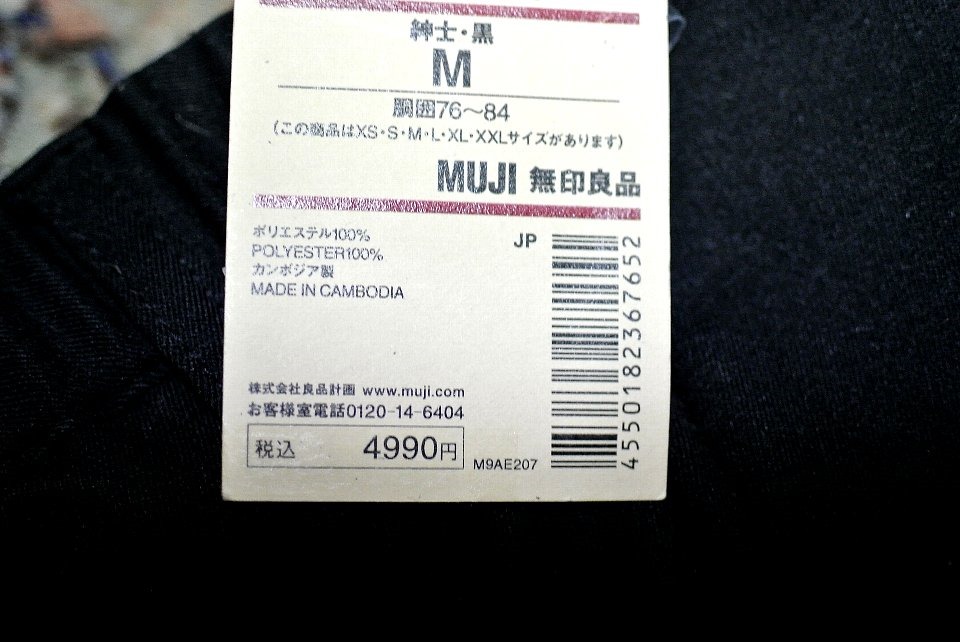 紳士・黒
M
胴囲76～84
(この商品はXS・S・M・L・XL・XXLサイズがあります)
MUJI 無印良品
ポリエステル100%
POLYESTER100%
カンボジア製
MADE IN CAMBODIA
JP
4550182367652
株式会社良品計画 www.muji.com
お客様室電話0120-14-6404
税込 4990円
M9AE207